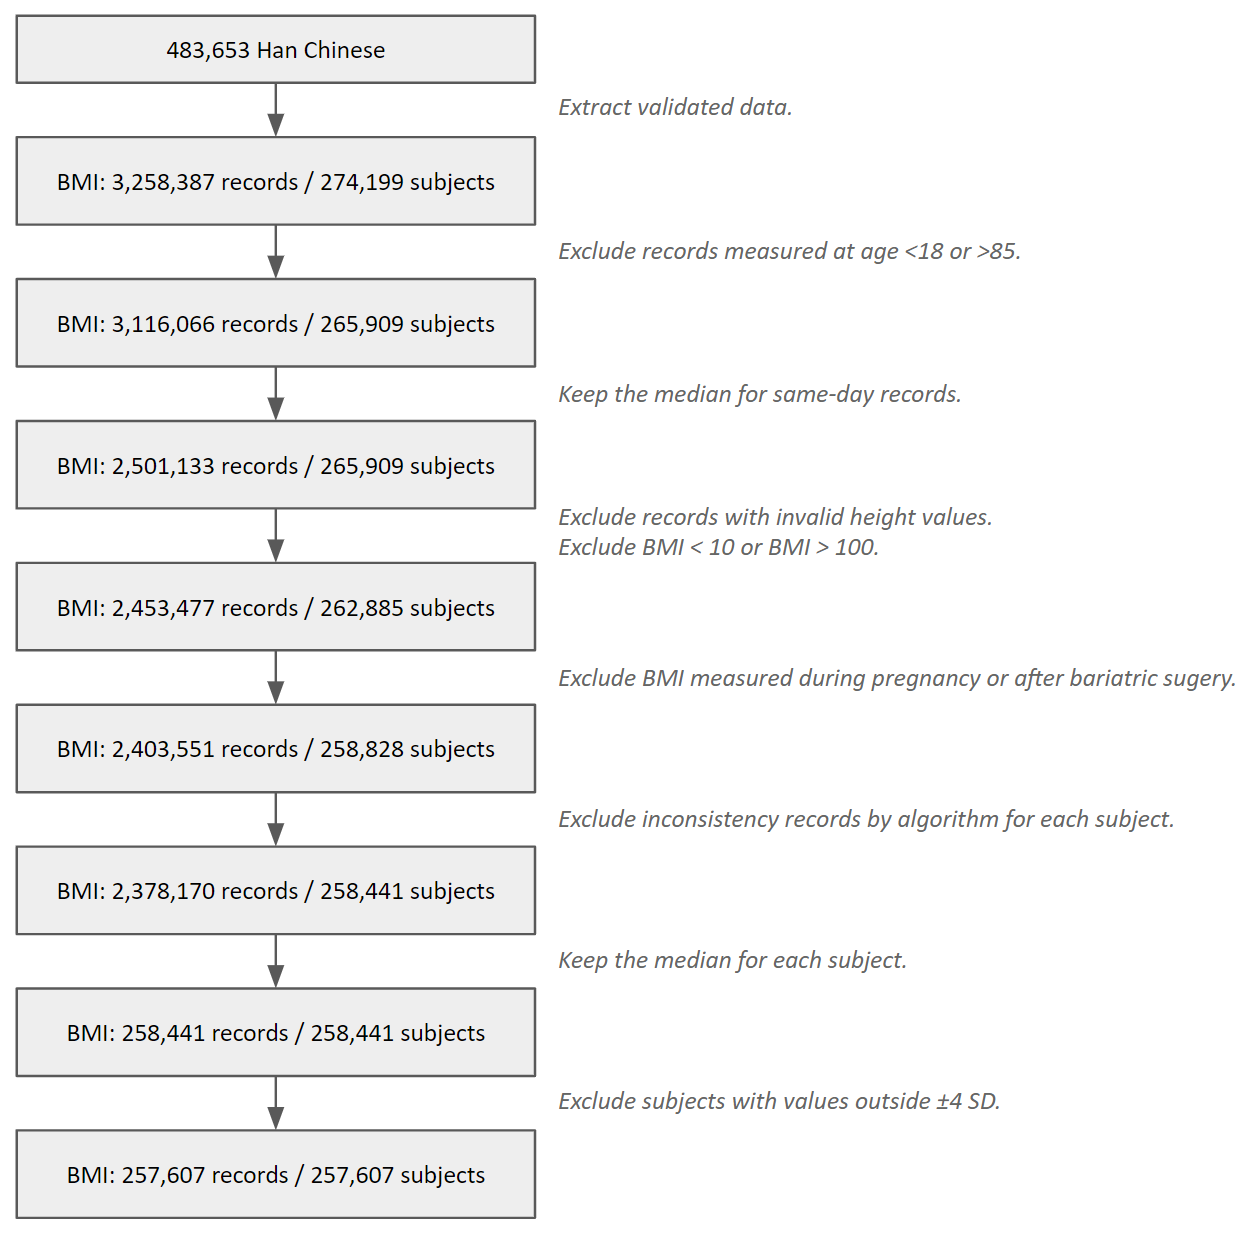 483,653 Han Chinese
Extract validated data.
BMI: 3,258,387 records / 274,199 subjects
Exclude records measured at age <18 or >85.
BMI: 3,116,066 records / 265,909 subjects
Keep the median for same-day records.
BMI: 2,501,133 records / 265,909 subjects
Exclude records with invalid height values.
Exclude BMI < 10 or BMI > 100.
BMI: 2,453,477 records / 262,885 subjects
Exclude BMI measured during pregnancy or after bariatric sugery.
BMI: 2,403,551 records / 258,828 subjects
Exclude inconsistency records by algorithm for each subject.
BMI: 2,378,170 records / 258,441 subjects
Keep the median for each subject.
BMI: 258,441 records / 258,441 subjects
Exclude subjects with values outside ±4 SD.
BMI: 257,607 records / 257,607 subjects